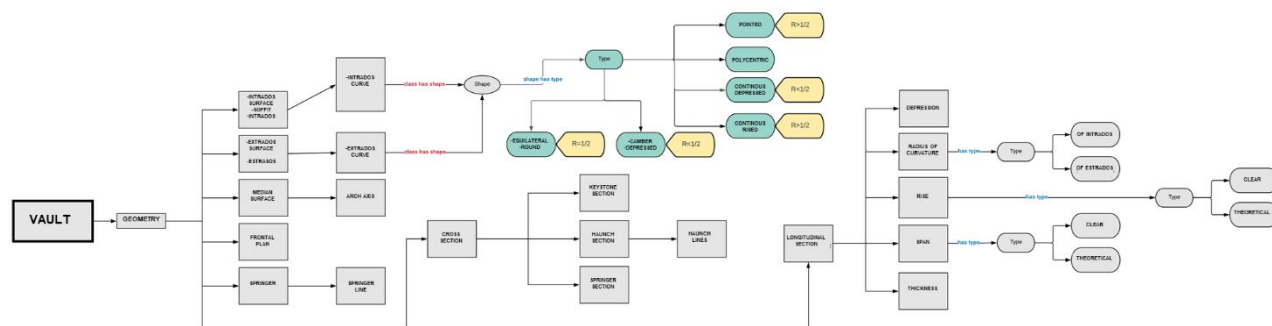 VAULT
GEOMETRY
-INTRADOS
SURFACE
-SOFFIT
-INTRADOS
-EXTRADOS
SURFACE
-ESTRASOS
MEDIAN
SURFACE
FRONTAL
PLAN
SPRINGER
-INTRADOS
CURVE
-EXTRADOS
CURVE
ARCH AXIS
SPRINGER
LINE
class has shape
class has shape
Shape
shape has type
Type
-EQUILATERAL
-ROUND
R=1/2
-CAMBER
-DEPRESSED
R<1/2
POINTED
R>1/2
POLYCENTRIC
CONTINOUS
DEPRESSED
R<1/2
CONTINOUS
RISED
R>1/2
CROSS
SECTION
KEYSTONE
SECTION
HAUNCH
SECTION
SPRINGER
SECTION
HAUNCH
LINES
LONGITUDINAL
SECTION
DEPRESSION
RADIUS OF
CURVATURE
has type
Type
OF INTRADOS
OF ESTRADOS
RISE
has type
Type
CLEAR
THEORETICAL
SPAN
has type
Type
CLEAR
THEORETICAL
THICKNESS